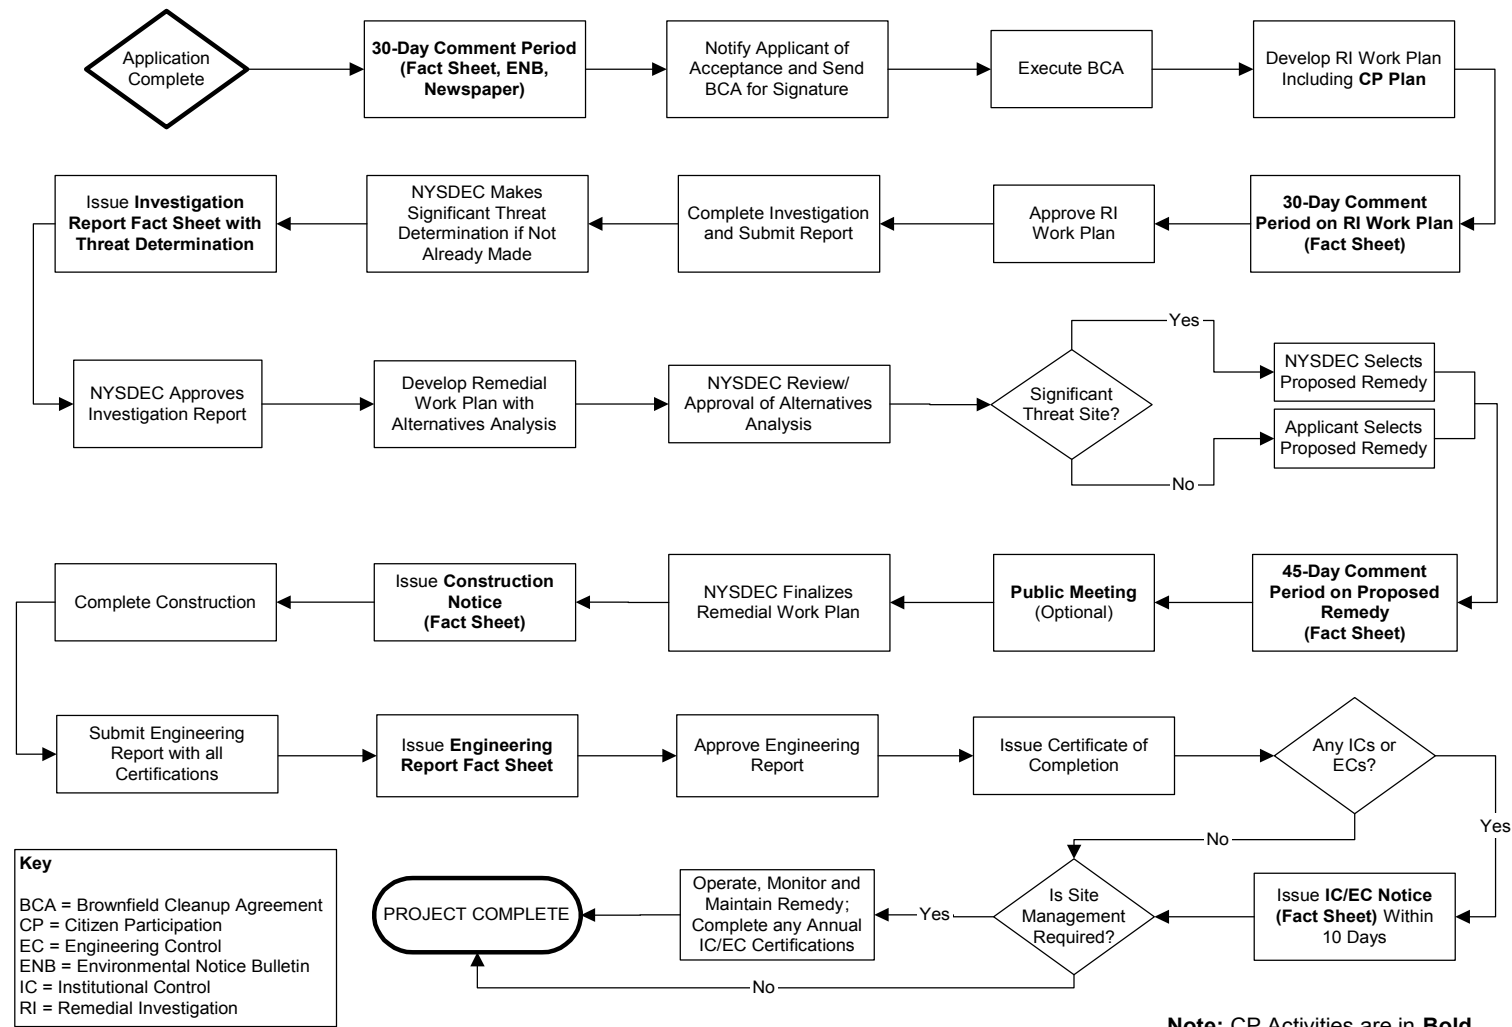 Application
Complete
30-Day Comment Period
(Fact Sheet, ENB,
Newspaper)
Notify Applicant of
Acceptance and Send
BCA for Signature
Execute BCA
Develop RI Work Plan
Including CP Plan
30-Day Comment
Period on RI Work Plan
(Fact Sheet)
Approve RI
Work Plan
Complete Investigation
and Submit Report
NYSDEC Makes
Significant Threat
Determination if Not
Already Made
Issue Investigation
Report Fact Sheet with
Threat Determination
NYSDEC Approves
Investigation Report
Develop Remedial
Work Plan with
Alternatives Analysis
NYSDEC Review/
Approval of Alternatives
Analysis
Significant
Threat Site?
Yes
No
NYSDEC Selects
Proposed Remedy
Applicant Selects
Proposed Remedy
45-Day Comment
Period on Proposed
Remedy
(Fact Sheet)
Public Meeting
(Optional)
NYSDEC Finalizes
Remedial Work Plan
Issue Construction
Notice
(Fact Sheet)
Complete Construction
Submit Engineering
Report with all
Certifications
Issue Engineering
Report Fact Sheet
Approve Engineering
Report
Issue Certificate of
Completion
Any ICs or
ECs?
Yes
No
Issue IC/EC Notice
(Fact Sheet) Within
10 Days
Is Site
Management
Required?
Yes
No
Operate, Monitor and
Maintain Remedy;
Complete any Annual
IC/EC Certifications
PROJECT COMPLETE
Key
BCA = Brownfield Cleanup Agreement
CP = Citizen Participation
EC = Engineering Control
ENB = Environmental Notice Bulletin
IC = Institutional Control
RI = Remedial Investigation
Note: CP Activities are in Bold